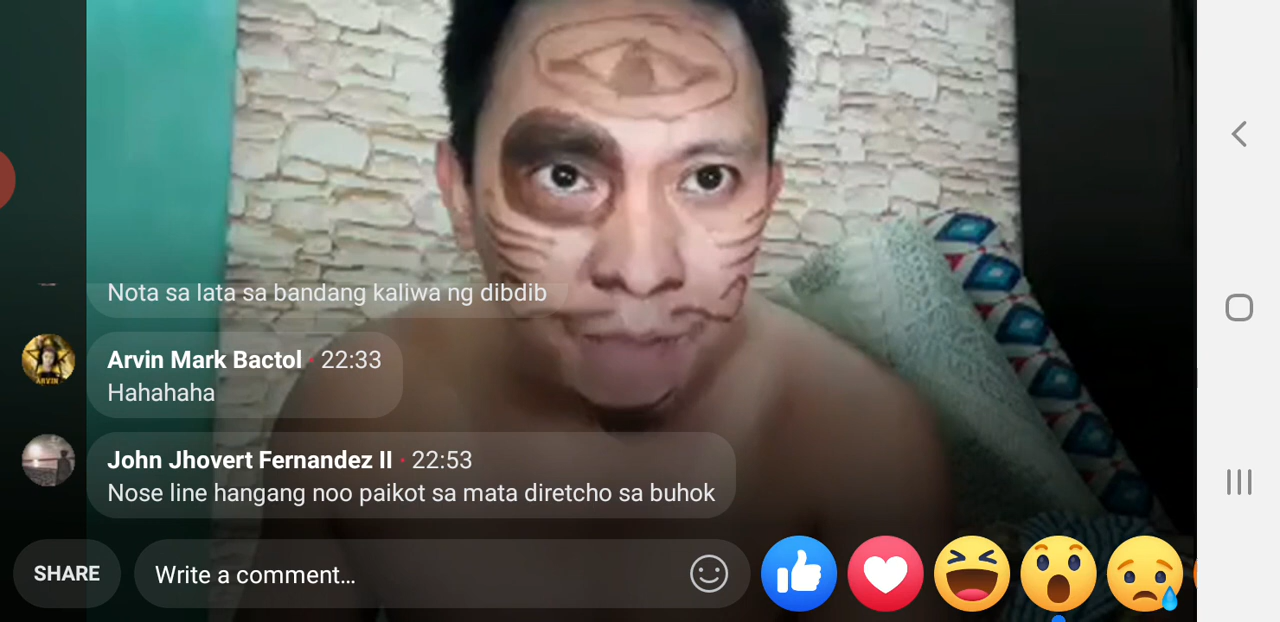 Nota sa lata sa bandang kaliwa ng dibdib
Arvin Mark Bactol · 22:33
Hahahaha
John Jhovert Fernandez II · 22:53
Nose line hangang noo paikot sa mata diretcho sa buhok
SHARE
Write a comment...